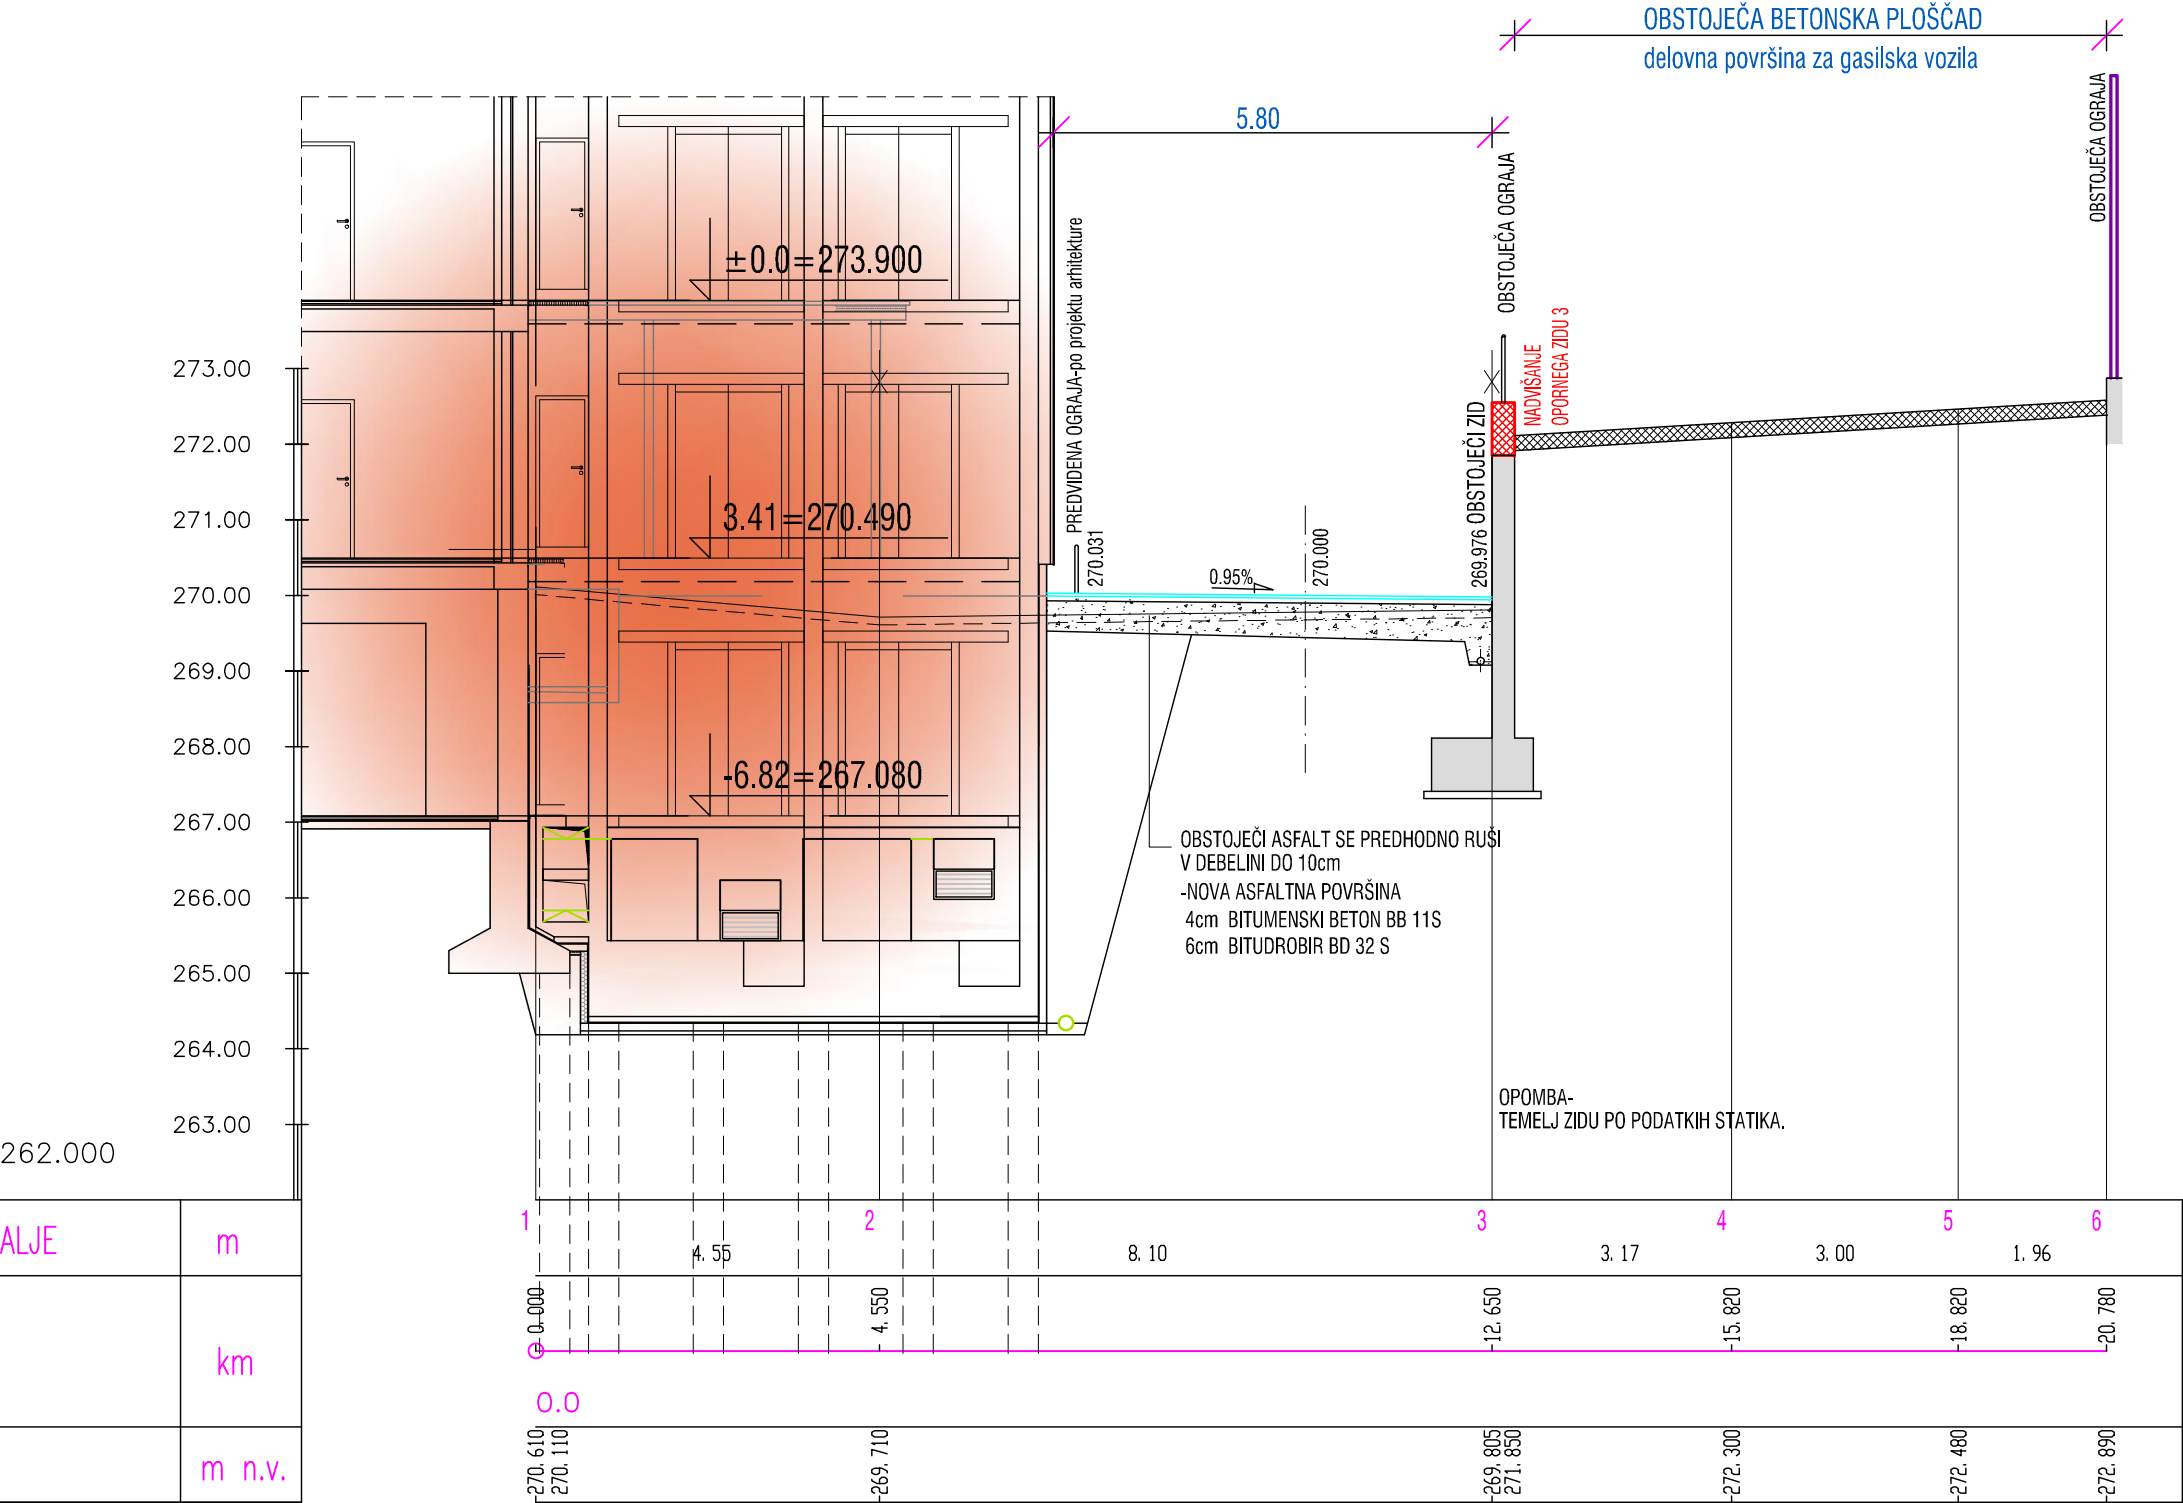 OBSTOJEČA BETONSKA PLOŠČAD
delovna površina za gasilska vozila
5.80
OBSTOJEČA OGRAJA
OBSTOJEČA OGRAJA
PREDVIDENA OGRAJA-po projektu arhitekture
NADVIŠANJE
OPORNEGA ZIDU 3
±0.0=273.900
3.41=270.490
-6.82=267.080
273.00
272.00
271.00
270.00
269.00
268.00
267.00
266.00
265.00
264.00
263.00
262.000
270.031
0.95%
270.000
269.976 OBSTOJEČI ZID
OBSTOJEČI ASFALT SE PREDHODNO RUŠI
V DEBELINI DO 10cm
-NOVA ASFALTNA POVRŠINA
4cm BITUMENSKI BETON BB 11S
6cm BITUDROBIR BD 32 S
OPOMBA-
TEMELJ ZIDU PO PODATKIH STATIKA.
1 2 3 4 5 6
ALJE m 4.55 8.10 3.17 3.00 1.96
km 0.000 4.550 12.650 15.820 18.820 20.780
0.0
m n.v. 270.610 270.110 269.710 269.805 271.850 272.300 272.480 272.890